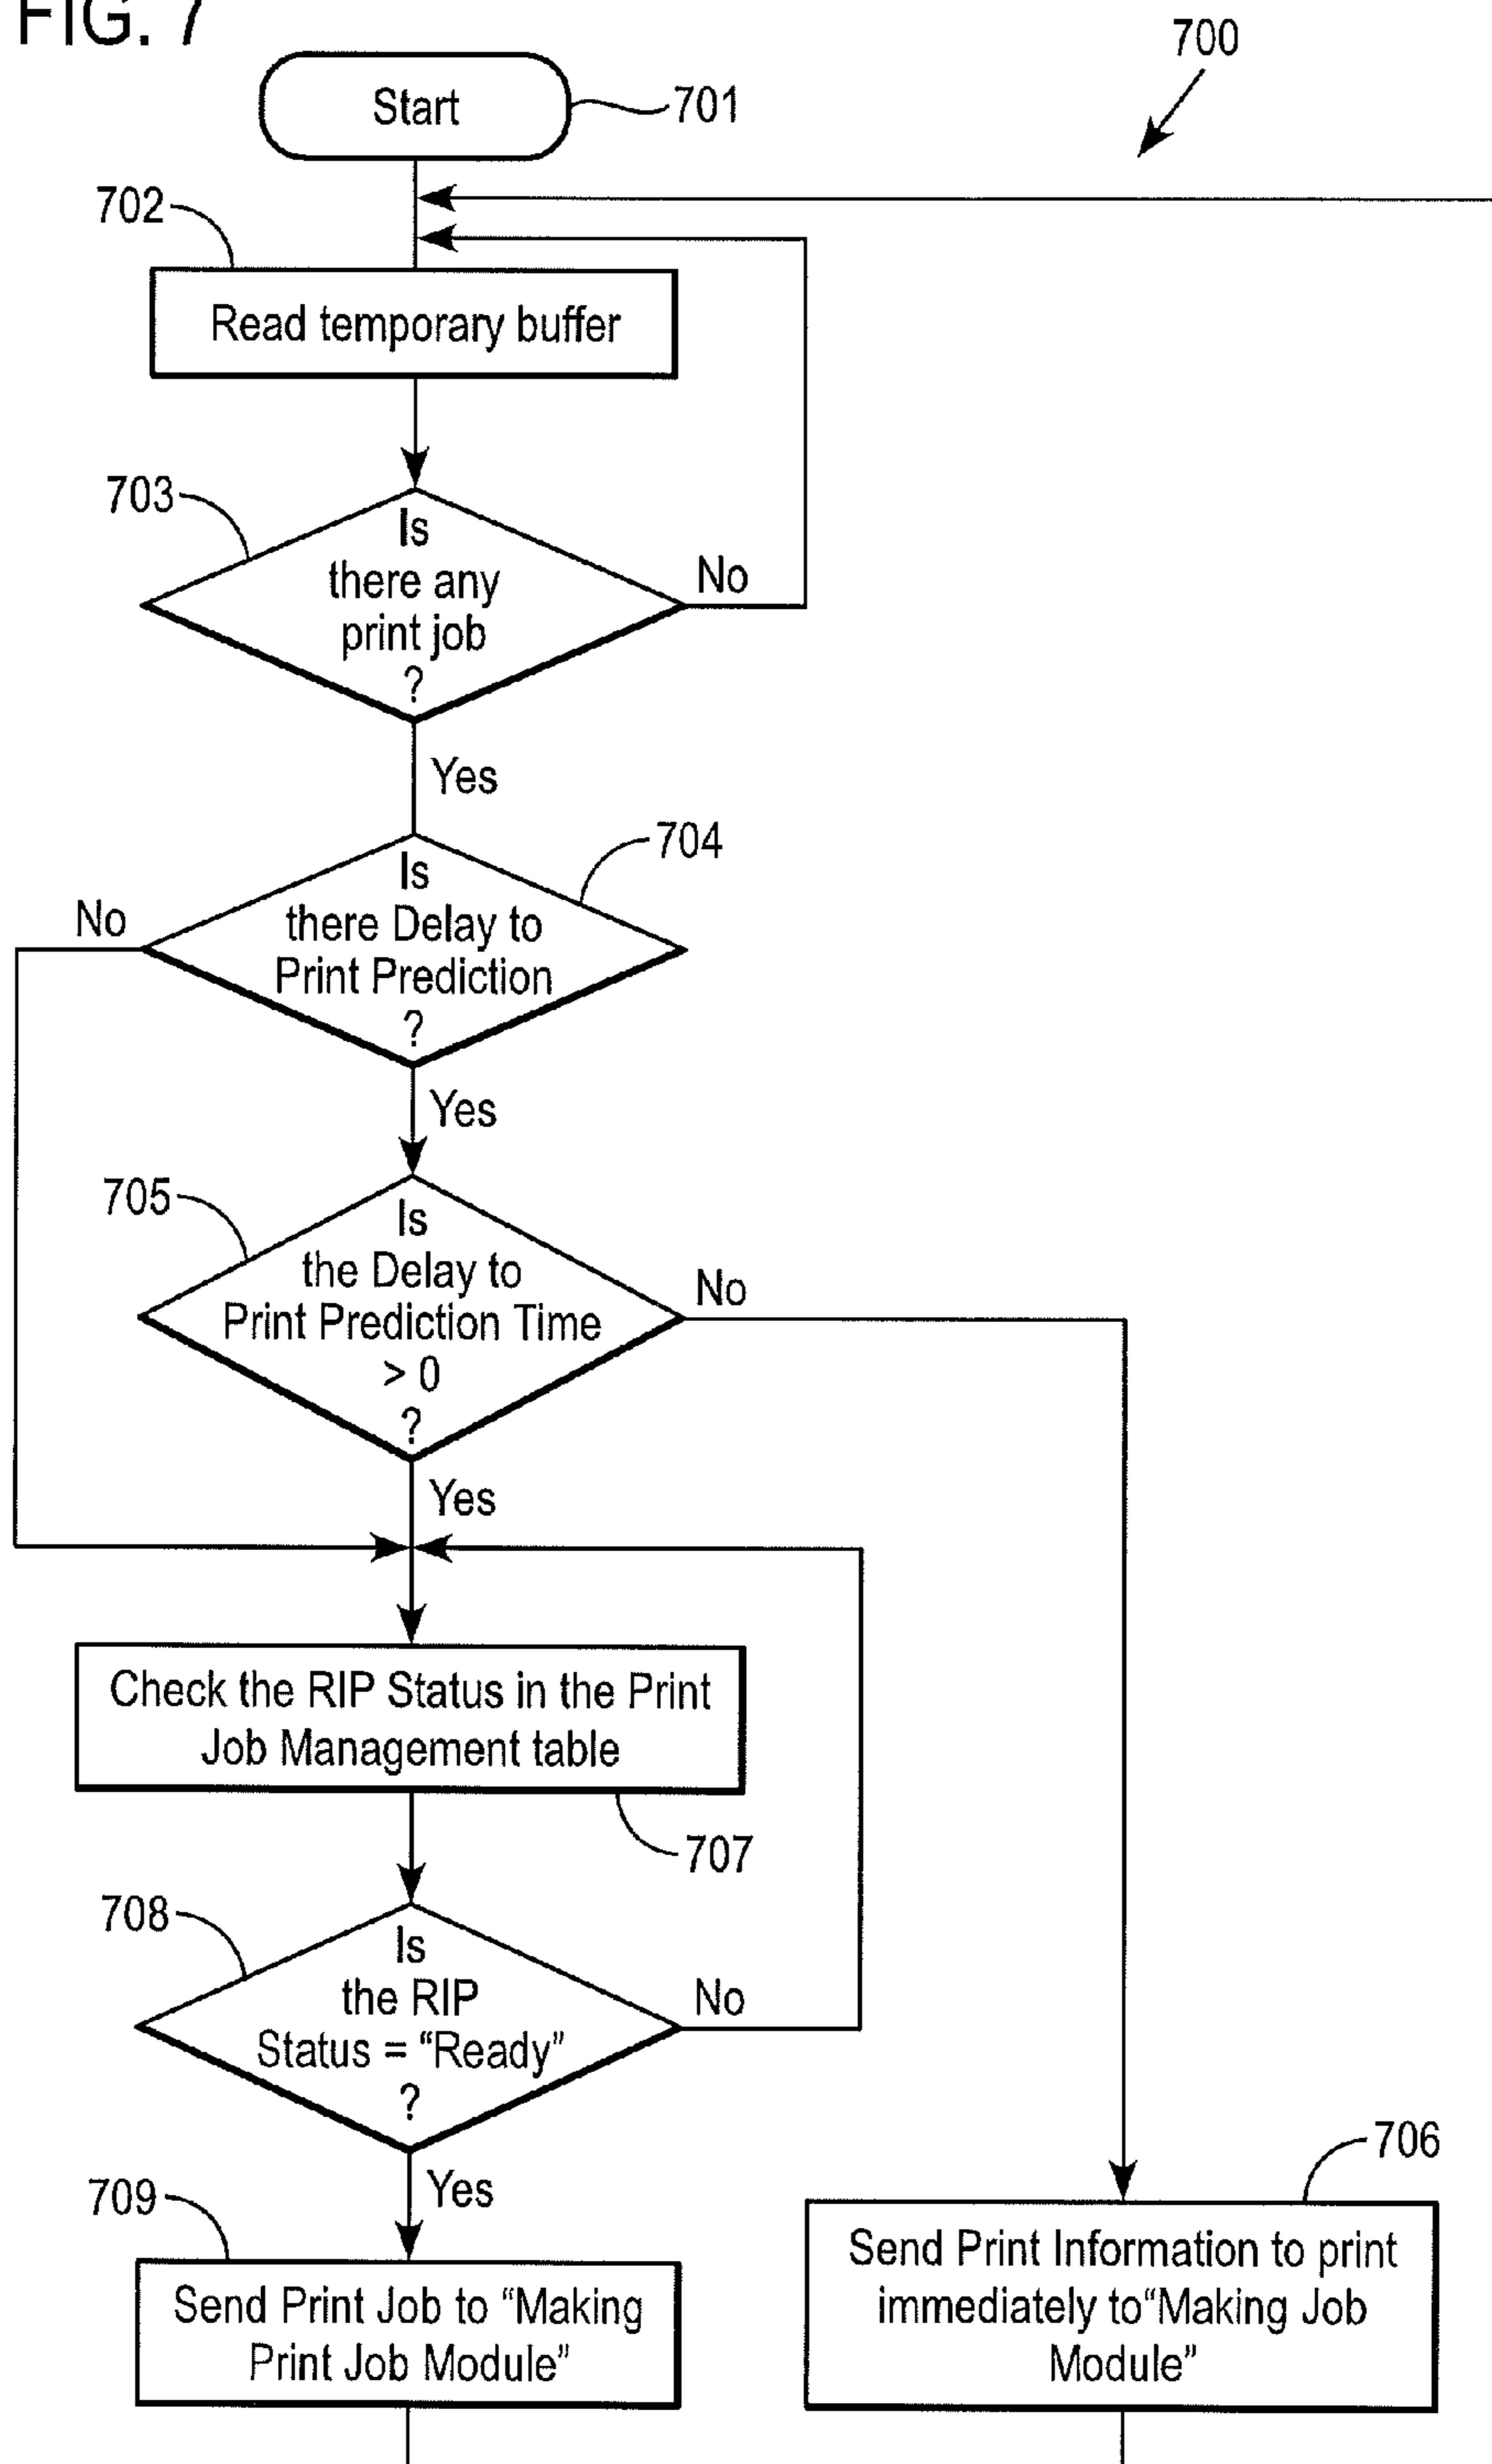 FIG. 7
700
Start
701
702
Read temporary buffer
703
Is
there any
print job
?
No
Yes
704
Is
there Delay to
Print Prediction
?
No
Yes
705
Is
the Delay to
Print Prediction Time
> 0
?
No
Yes
Check the RIP Status in the Print
Job Management table
707
708
Is
the RIP
Status = “Ready”
?
No
Yes
709
Send Print Job to “Making
Print Job Module”
706
Send Print Information to print
immediately to“Making Job
Module”